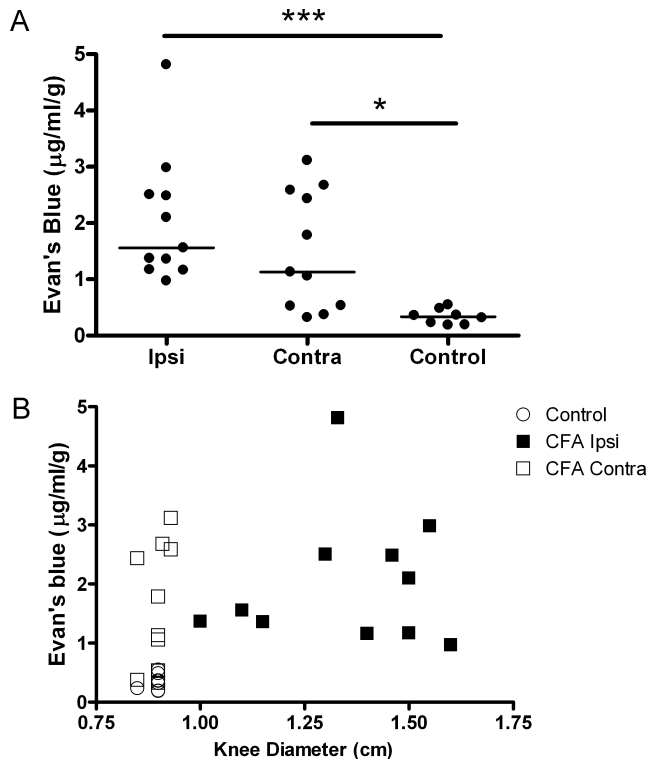 A
***
*
Evan's Blue (µg/ml/g)
5
4
3
2
1
0
Ipsi Contra Control
B
Evan's blue (µg/ml/g)
5
4
3
2
1
0
0.75 1.00 1.25 1.50 1.75
Knee Diameter (cm)
Control
CFA Ipsi
CFA Contra